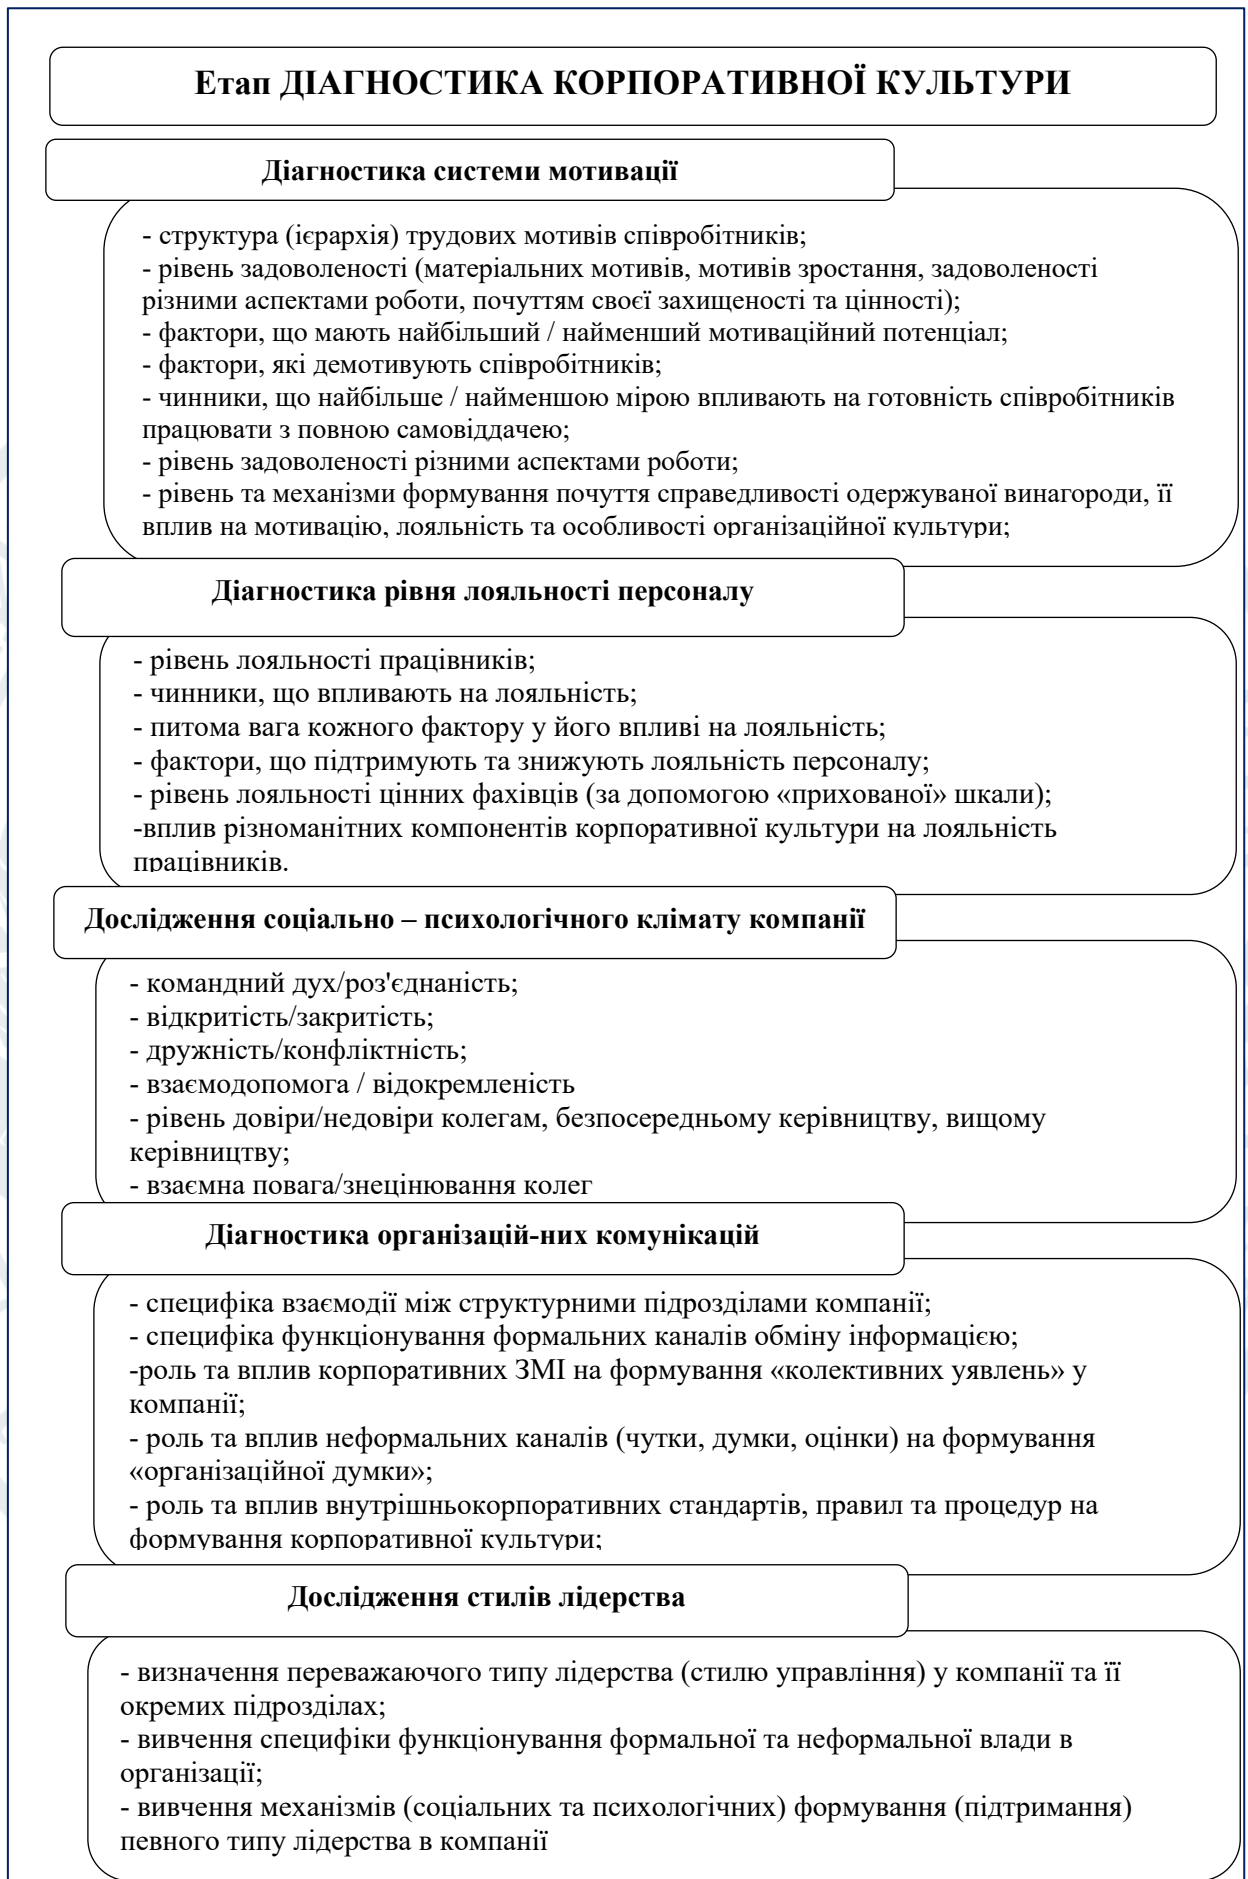 Етап ДІАГНОСТИКА КОРПОРАТИВНОЇ КУЛЬТУРИ
Діагностика системи мотивації
- структура (ієрархія) трудових мотивів співробітників;
- рівень задоволеності (матеріальних мотивів, мотивів зростання, задоволеності
різними аспектами роботи, почуттям своєї захищеності та цінності);
- фактори, що мають найбільший / найменший мотиваційний потенціал;
- фактори, які демотивують співробітників;
- чинники, що найбільше / найменшою мірою впливають на готовність співробітників
працювати з повною самовіддачею;
- рівень задоволеності різними аспектами роботи;
- рівень та механізми формування почуття справедливості одержуваної винагороди, її
вплив на мотивацію, лояльність та особливості організаційної культури;
Діагностика рівня лояльності персоналу
- рівень лояльності працівників;
- чинники, що впливають на лояльність;
- питома вага кожного фактору у його впливі на лояльність;
- фактори, що підтримують та знижують лояльність персоналу;
- рівень лояльності цінних фахівців (за допомогою «прихованої» шкали);
-вплив різноманітних компонентів корпоративної культури на лояльність
працівників.
Дослідження соціально – психологічного клімату компанії
- командний дух/роз'єднаність;
- відкритість/закритість;
- дружність/конфліктність;
- взаємодопомога / відокремленість
- рівень довіри/недовіри колегам, безпосередньому керівництву, вищому
керівництву;
- взаємна повага/знецінювання колег
Діагностика організацій-них комунікацій
- специфіка взаємодії між структурними підрозділами компанії;
- специфіка функціонування формальних каналів обміну інформацією;
-роль та вплив корпоративних ЗМІ на формування «колективних уявлень» у
компанії;
- роль та вплив неформальних каналів (чутки, думки, оцінки) на формування
«організаційної думки»;
- роль та вплив внутрішньокорпоративних стандартів, правил та процедур на
формування корпоративної культури;
Дослідження стилів лідерства
- визначення переважаючого типу лідерства (стилю управління) у компанії та її
окремих підрозділах;
- вивчення специфіки функціонування формальної та неформальної влади в
організації;
- вивчення механізмів (соціальних та психологічних) формування (підтримання)
певного типу лідерства в компанії